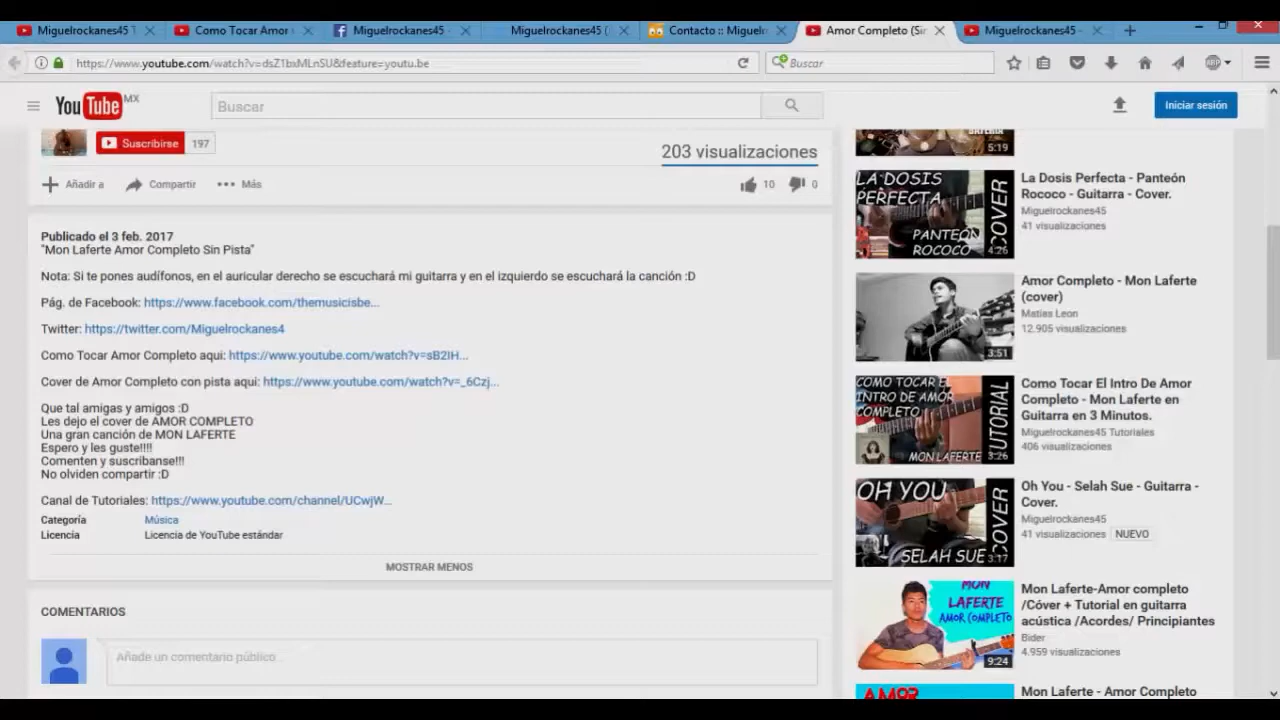 Miguelrockanes45 T
Como Tocar Amor
Miguelrockanes45 -
Miguelrockanes45 (
Contacto :: Miguel
Amor Completo (Si
Miguelrockanes45 -
https://www.youtube.com/watch?v=dsZ1bxMLnSU&feature=youtu.be
Buscar
YouTube MX
Buscar
Iniciar sesión
Suscribirse 197
203 visualizaciones
Añadir a
Compartir
Más
10
0
Publicado el 3 feb. 2017
"Mon Laferte Amor Completo Sin Pista"
Nota: Si te pones audífonos, en el auricular derecho se escuchará mi guitarra y en el izquierdo se escuchará la canción :D
Pág. de Facebook: https://www.facebook.com/themusicisbe...
Twitter: https://twitter.com/Miguelrockanes4
Como Tocar Amor Completo aqui: https://www.youtube.com/watch?v=sB2IH...
Cover de Amor Completo con pista aqui: https://www.youtube.com/watch?v=_6Czj...
Que tal amigas y amigos :D
Les dejo el cover de AMOR COMPLETO
Una gran canción de MON LAFERTE
Espero y les guste!!!!
Comenten y suscribanse!!!
No olviden compartir :D
Canal de Tutoriales: https://www.youtube.com/channel/UCwjW...
Categoría Música
Licencia Licencia de YouTube estándar
MOSTRAR MENOS
COMENTARIOS
Añade un comentario público...
5:19
LA DOSIS
PERFECTA
PANTEÓN
ROCOCO
COVER
4:26
La Dosis Perfecta - Panteón
Rococo - Guitarra - Cover.
Miguelrockanes45
41 visualizaciones
3:51
Amor Completo - Mon Laferte
(cover)
Matias Leon
12.905 visualizaciones
COMO TOCAR EL
INTRO DE AMOR
COMPLETO
MON LAFERTE
TUTORIAL
3:26
Como Tocar El Intro De Amor
Completo - Mon Laferte en
Guitarra en 3 Minutos.
Miguelrockanes45 Tutoriales
406 visualizaciones
OH YOU
SELAH SUE
COVER
3:17
Oh You - Selah Sue - Guitarra -
Cover.
Miguelrockanes45
41 visualizaciones NUEVO
MON
LAFERTE
AMOR COMPLETO
9:24
Mon Laferte-Amor completo
/Cóver + Tutorial en guitarra
acústica /Acordes/ Principiantes
Bider
4.959 visualizaciones
AMOR
Mon Laferte - Amor Completo